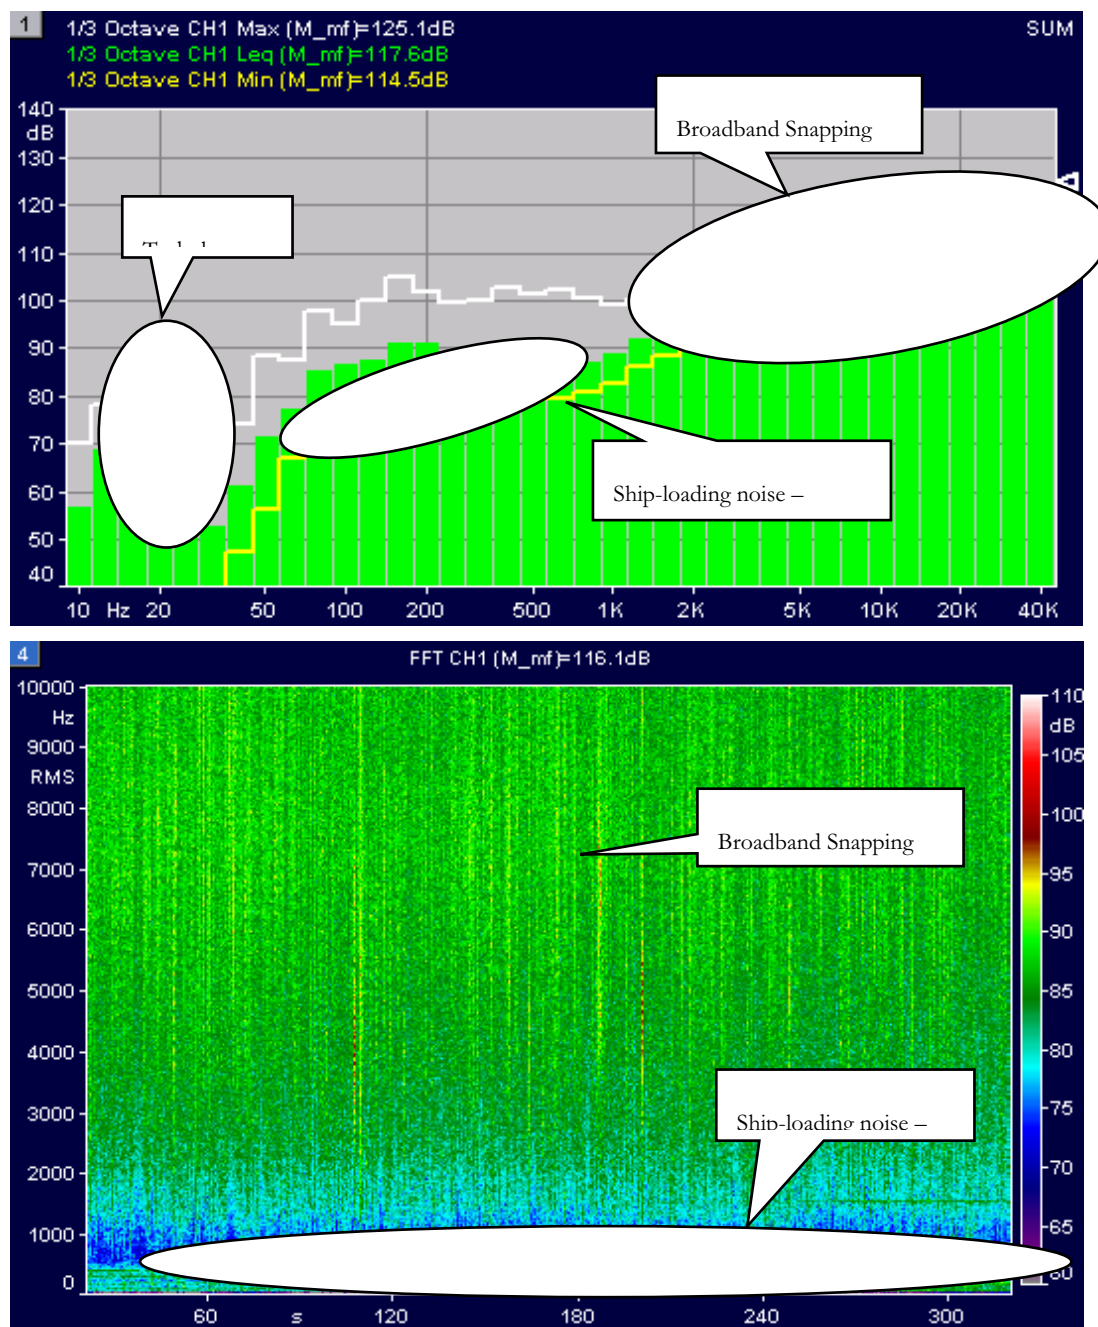 1
1/3 Octave CH1 Max (M_mf)=125.1dB
SUM
1/3 Octave CH1 Leq (M_mf)=117.6dB
1/3 Octave CH1 Min (M_mf)=114.5dB
140
dB
130
120
110
100
90
80
70
60
50
40
Broadband Snapping
Ship-loading noise –
10 Hz 20 50 100 200 500 1K 2K 5K 10K 20K 40K
4
FFT CH1 (M_mf)=116.1dB
10000
Hz
9000
RMS
8000
7000
6000
5000
4000
3000
2000
1000
0
Broadband Snapping
Ship-loading noise –
110
dB
105
100
95
90
85
80
75
70
65
60
60 s 120 180 240 300